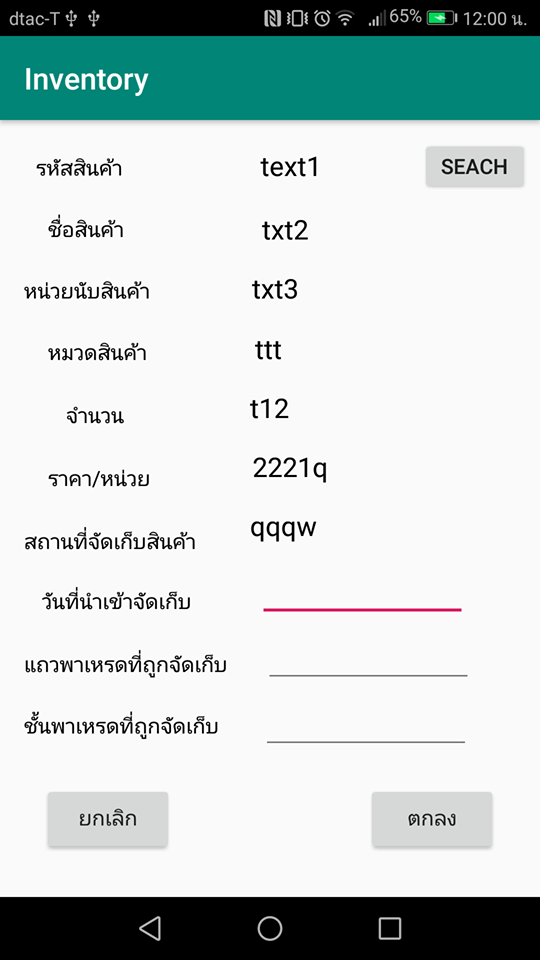 dtac-T 65% 12:00 น.
Inventory
รหัสสินค้า text1 SEACH
ชื่อสินค้า txt2
หน่วยนับสินค้า txt3
หมวดสินค้า ttt
จำนวน t12
ราคา/หน่วย 2221q
สถานที่จัดเก็บสินค้า qqqw
วันที่นำเข้าจัดเก็บ
แถวพาเหรดที่ถูกจัดเก็บ
ชั้นพาเหรดที่ถูกจัดเก็บ
ยกเลิก ตกลง